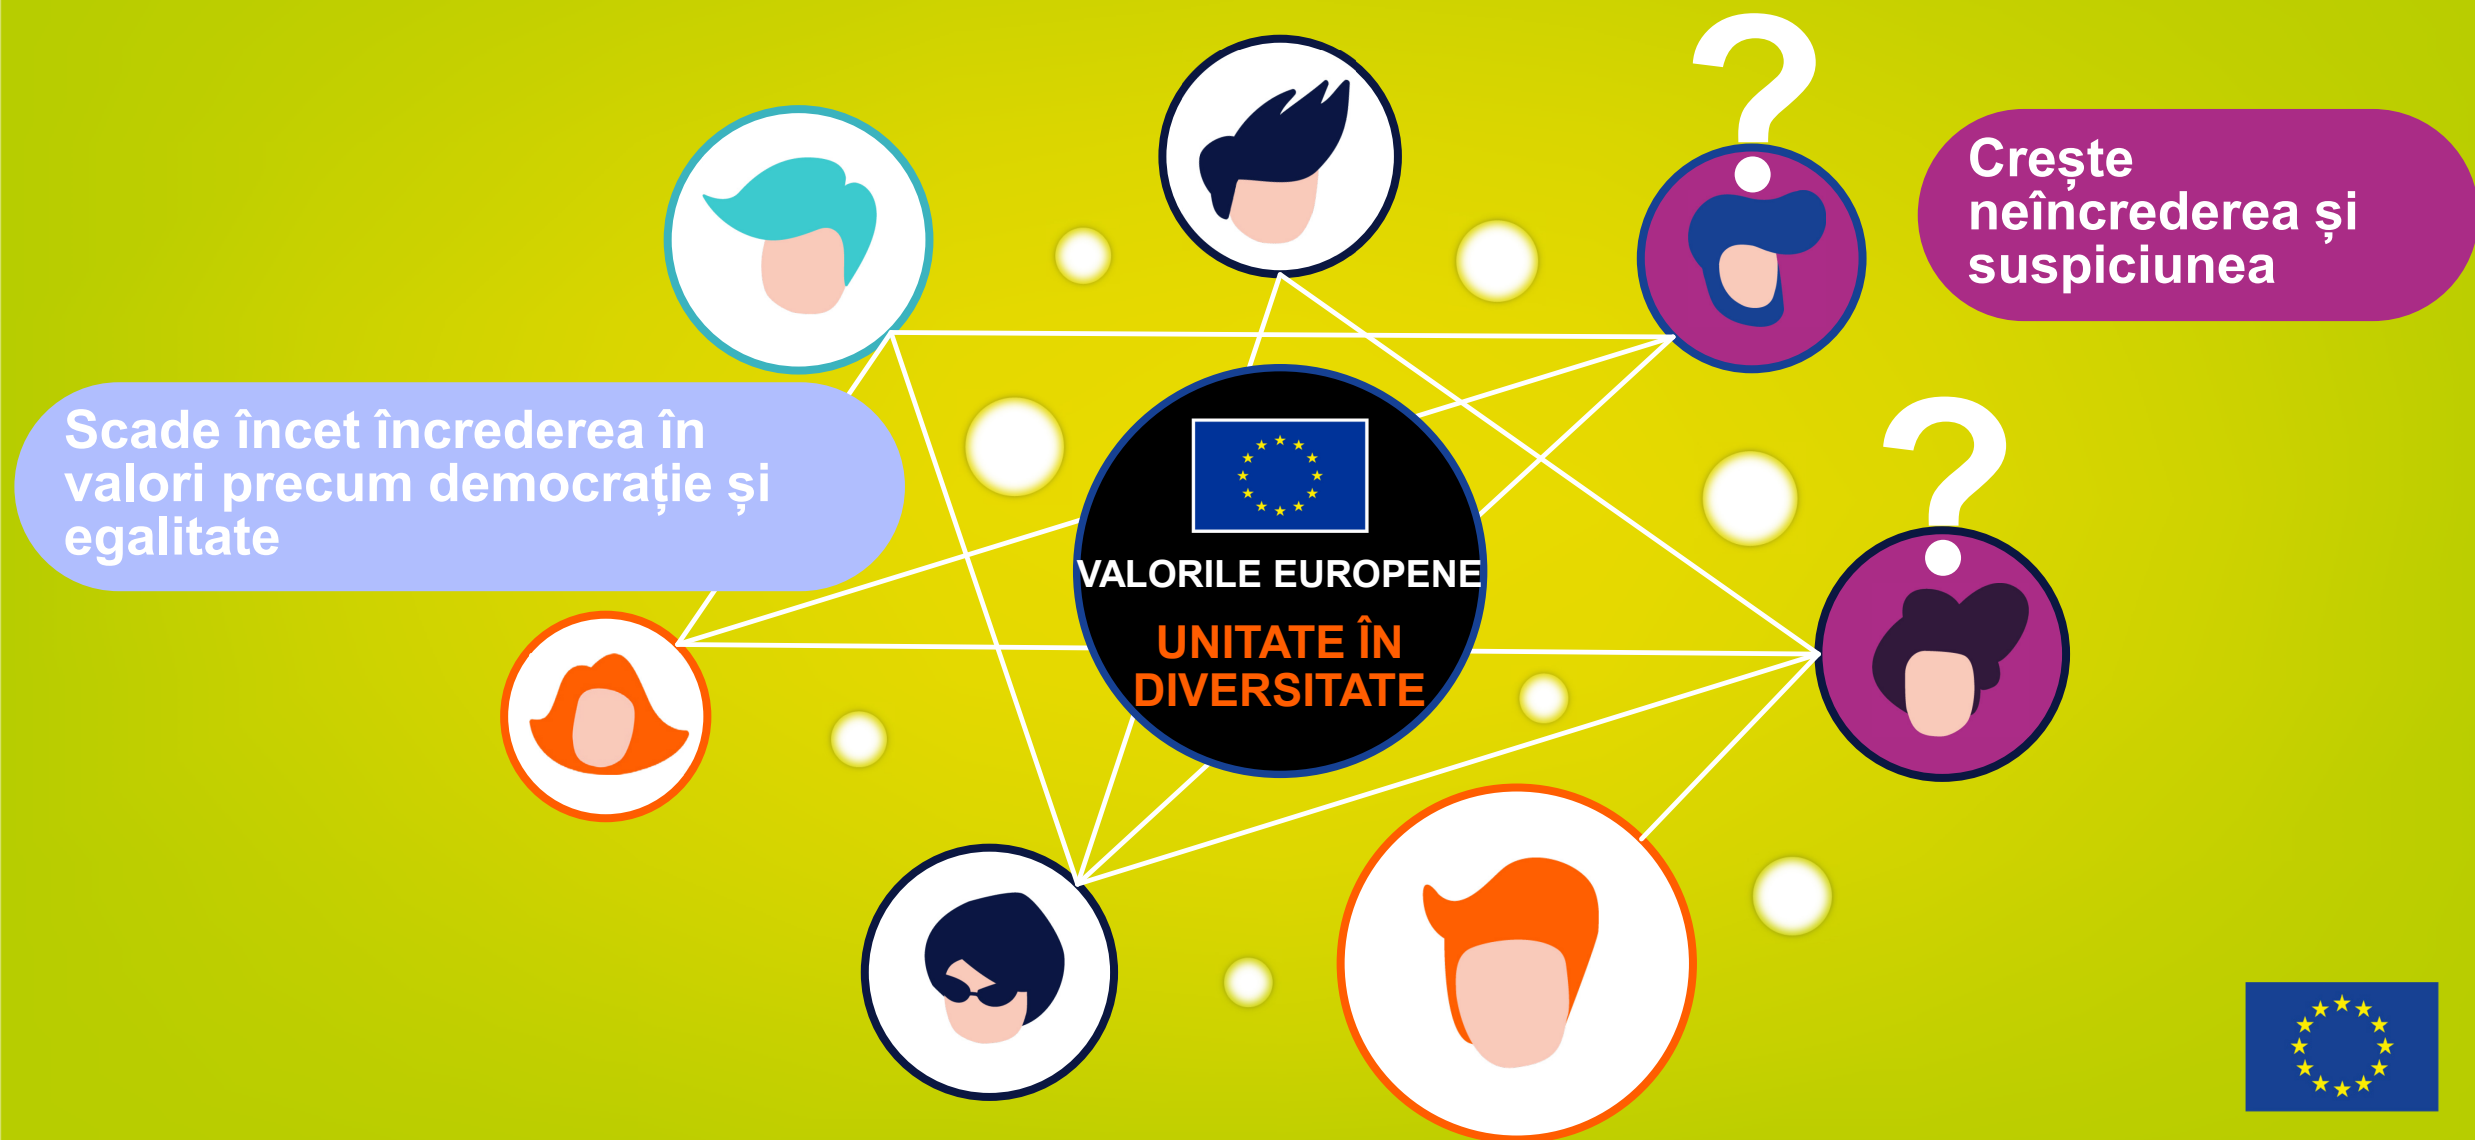 ?
Crește
neîncrederea și
suspiciunea
Scade încet încrederea în
valori precum democrație și
egalitate
?
VALORILE EUROPENE
UNITATE ÎN
DIVERSITATE